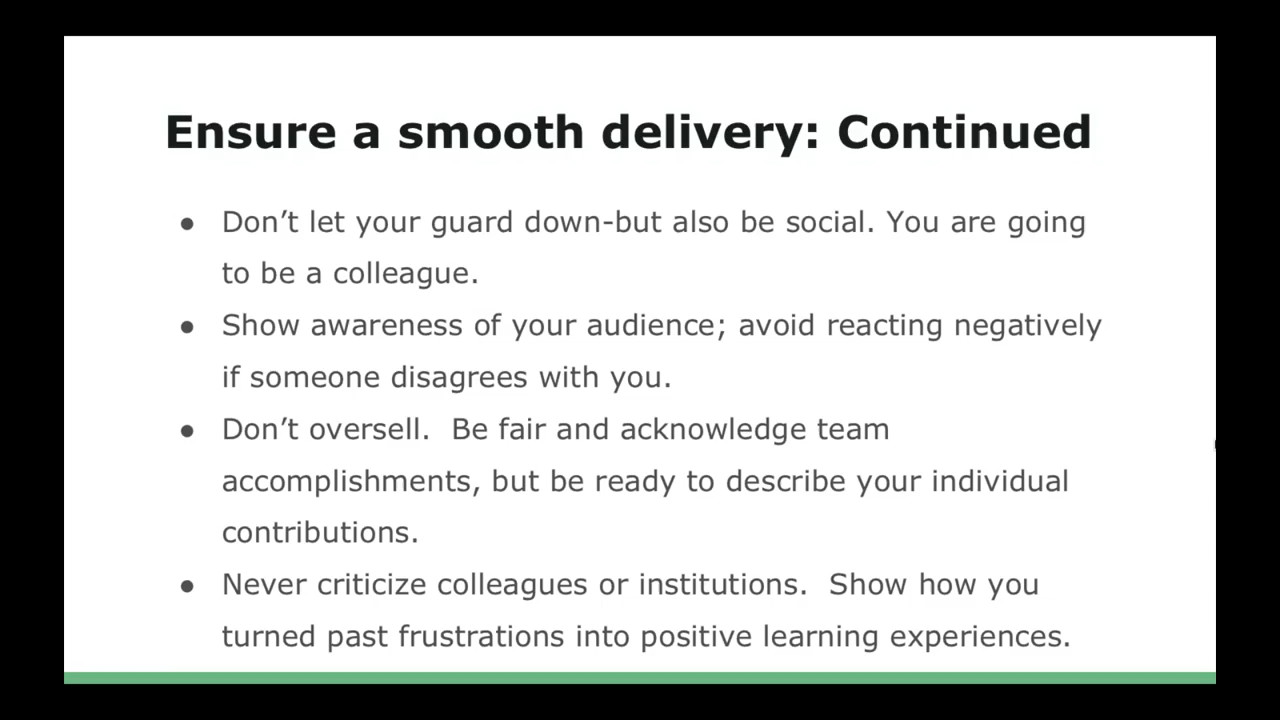 Ensure a smooth delivery: Continued
● Don’t let your guard down-but also be social. You are going
to be a colleague.
● Show awareness of your audience; avoid reacting negatively
if someone disagrees with you.
● Don’t oversell.  Be fair and acknowledge team
accomplishments, but be ready to describe your individual
contributions.
● Never criticize colleagues or institutions.  Show how you
turned past frustrations into positive learning experiences.